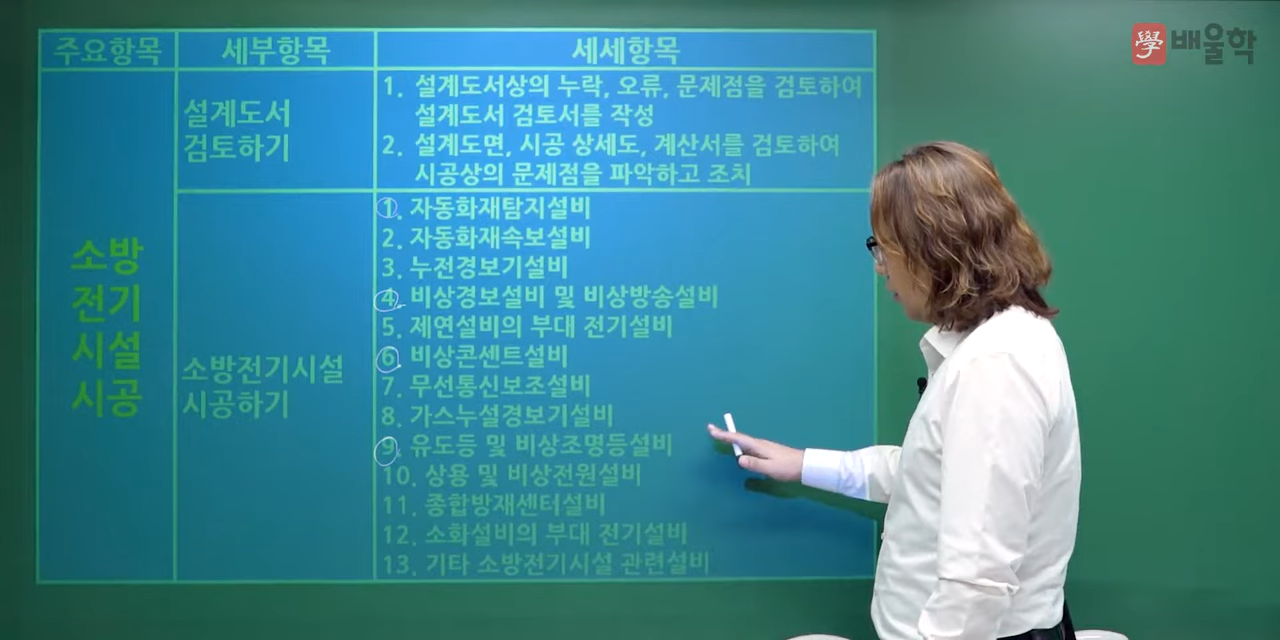 學 배울학
주요항목 세부항목 세세항목
소방
전기
시설
시공
설계도서
검토하기
1. 설계도서상의 누락, 오류, 문제점을 검토하여
설계도서 검토서를 작성
2. 설계도면, 시공 상세도, 계산서를 검토하여
시공상의 문제점을 파악하고 조치
소방전기시설
시공하기
1. 자동화재탐지설비
2. 자동화재속보설비
3. 누전경보기설비
4. 비상경보설비 및 비상방송설비
5. 제연설비의 부대 전기설비
6. 비상콘센트설비
7. 무선통신보조설비
8. 가스누설경보기설비
9. 유도등 및 비상조명등설비
10. 상용 및 비상전원설비
11. 종합방재센터설비
12. 소화설비의 부대 전기설비
13. 기타 소방전기시설 관련설비